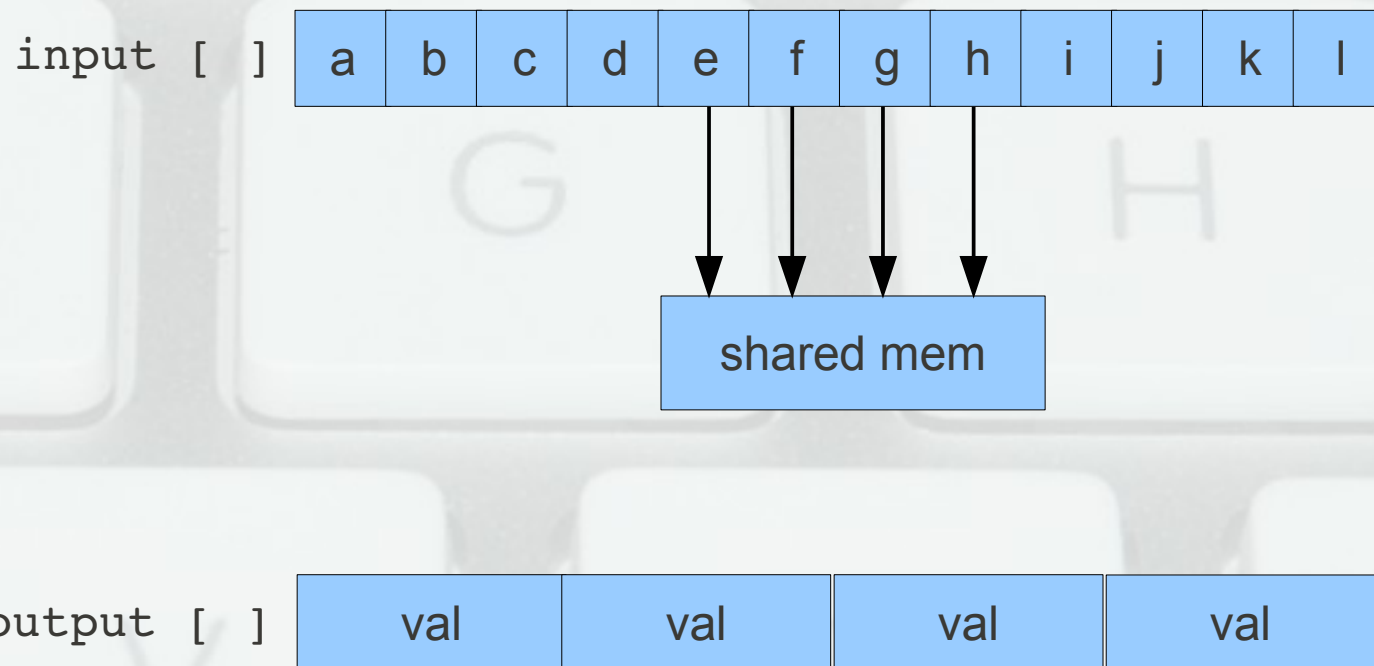 input [ ] a b c d e f g h i j k l
G H
shared mem
output [ ] val val val val